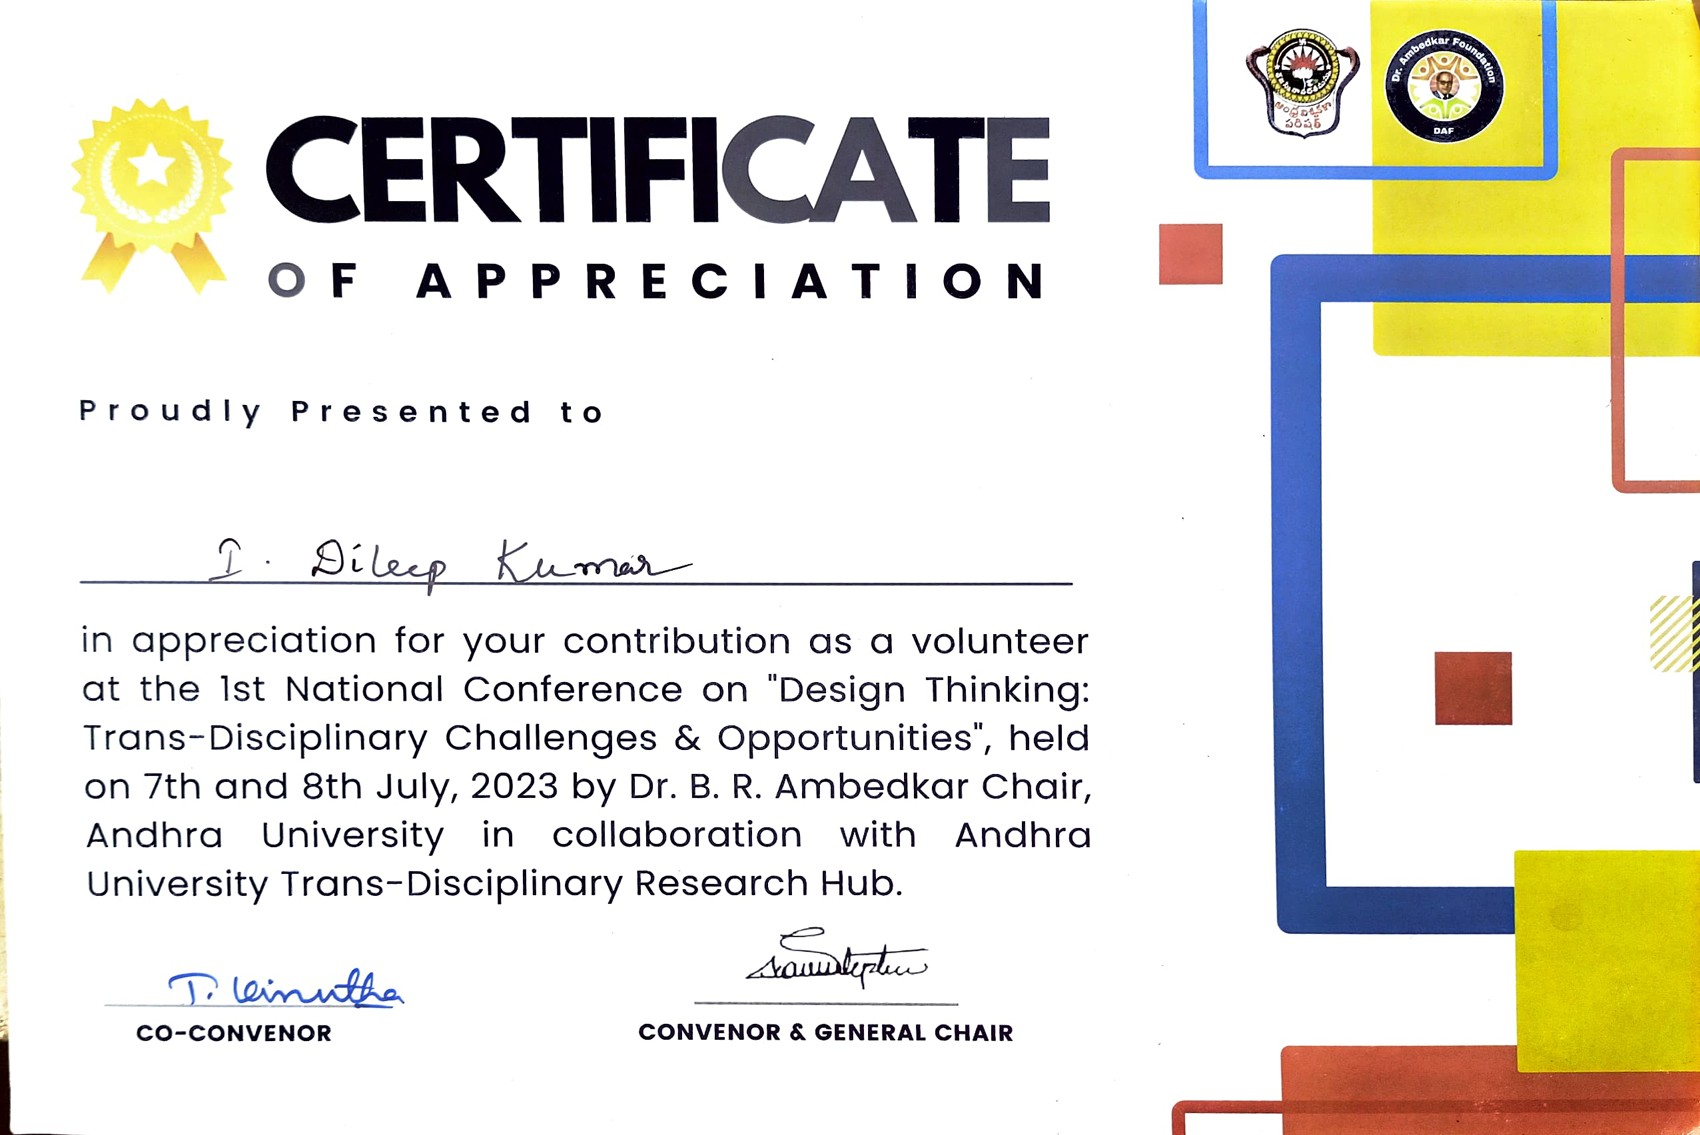 Dr. Ambedkar Foundation
DAF
CERTIFICATE
OF APPRECIATION
Proudly Presented to
I. Dileep Kumar
in appreciation for your contribution as a volunteer
at the 1st National Conference on "Design Thinking:
Trans-Disciplinary Challenges & Opportunities", held
on 7th and 8th July, 2023 by Dr. B. R. Ambedkar Chair,
Andhra University in collaboration with Andhra
University Trans-Disciplinary Research Hub.
T.
CO-CONVENOR
CONVENOR & GENERAL CHAIR